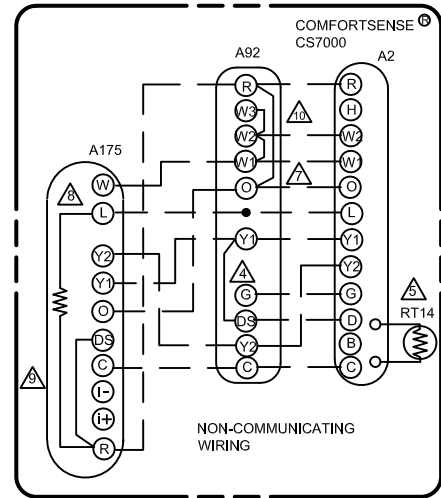 COMFORTSENSE ®
CS7000
A92
A2
A175
R
W3
W2
W1
O
Y1
G
DS
Y2
C
R
H
W2
W1
O
L
Y1
Y2
G
D
B
C
W
L
Y2
Y1
O
DS
C
I-
i+
R
10
7
8
4
5
9
RT14
NON-COMMUNICATING
WIRING